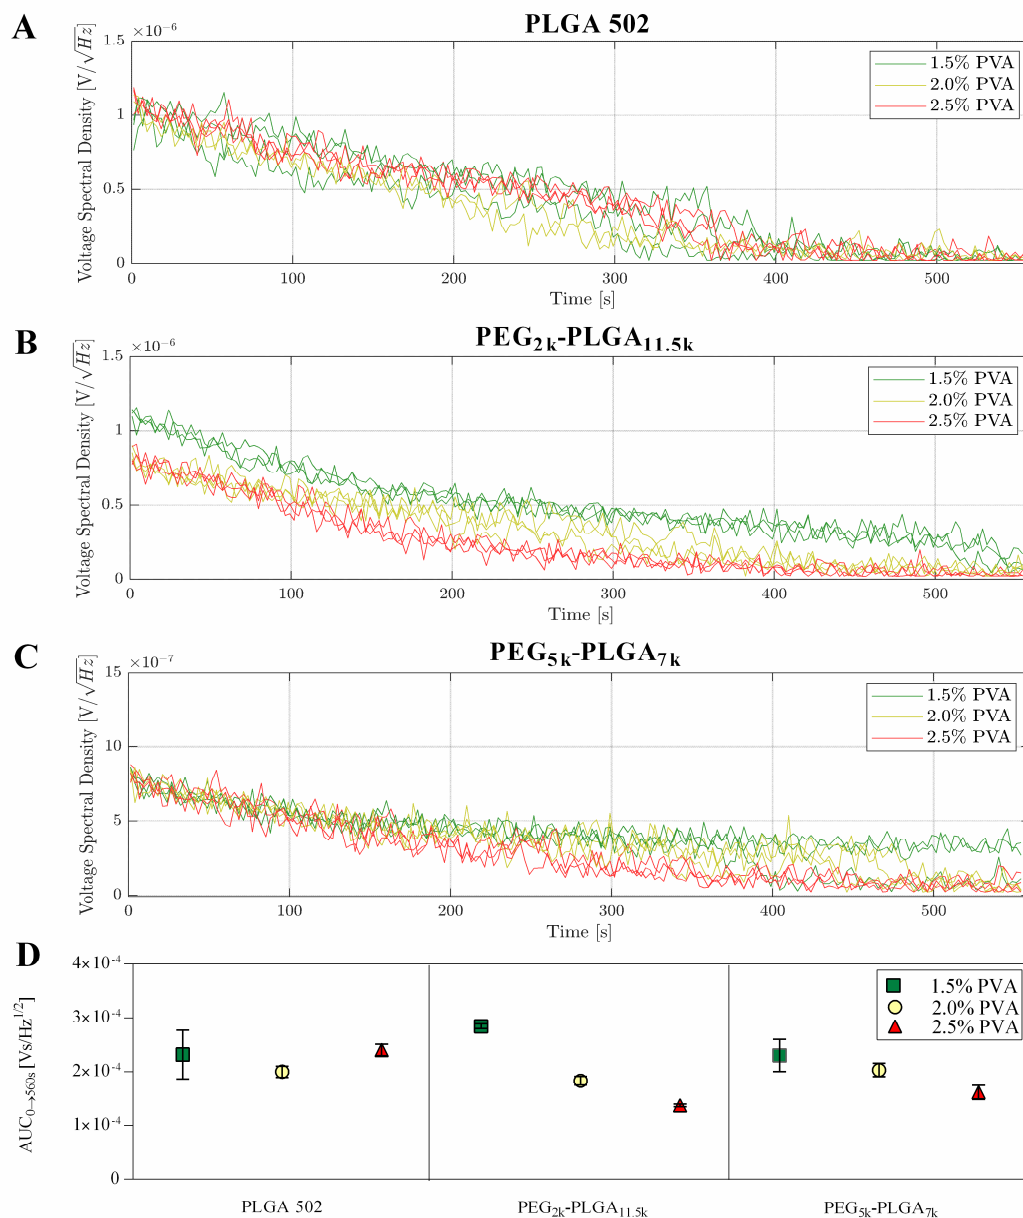 A
PLGA 502
×10⁻⁶
Voltage Spectral Density [V/√Hz]
1.5
1
0.5
0
1.5% PVA
2.0% PVA
2.5% PVA
0 100 200 300 400 500
Time [s]
B
PEG2k-PLGA11.5k
×10⁻⁶
Voltage Spectral Density [V/√Hz]
1.5
1
0.5
0
1.5% PVA
2.0% PVA
2.5% PVA
0 100 200 300 400 500
Time [s]
C
PEG5k-PLGA7k
×10⁻⁷
Voltage Spectral Density [V/√Hz]
15
10
5
0
1.5% PVA
2.0% PVA
2.5% PVA
0 100 200 300 400 500
Time [s]
D
AUC0→560s [Vs/Hz1/2]
4×10⁻⁴
3×10⁻⁴
2×10⁻⁴
1×10⁻⁴
0
1.5% PVA
2.0% PVA
2.5% PVA
PLGA 502 PEG2k-PLGA11.5k PEG5k-PLGA7k